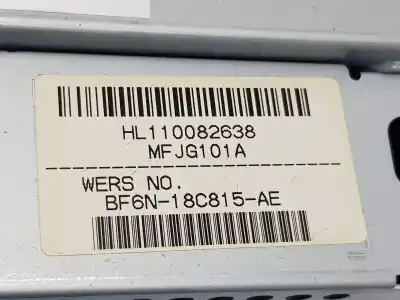 HL110082638
MFJG101A
WERS NO.
BF6N-18C815-AE